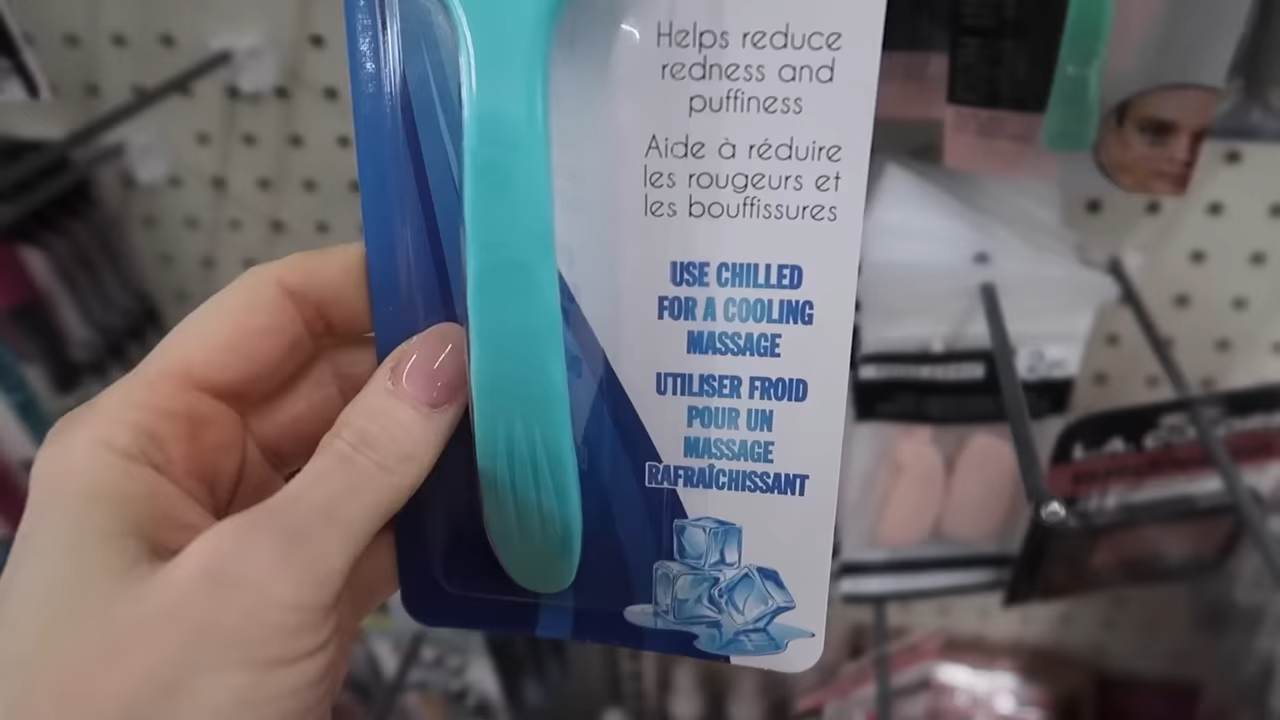 Helps reduce
redness and
puffiness
Aide à réduire
les rougeurs et
les bouffissures
USE CHILLED
FOR A COOLING
MASSAGE
UTILISER FROID
POUR UN
MASSAGE
RAFRAÎCHISSANT